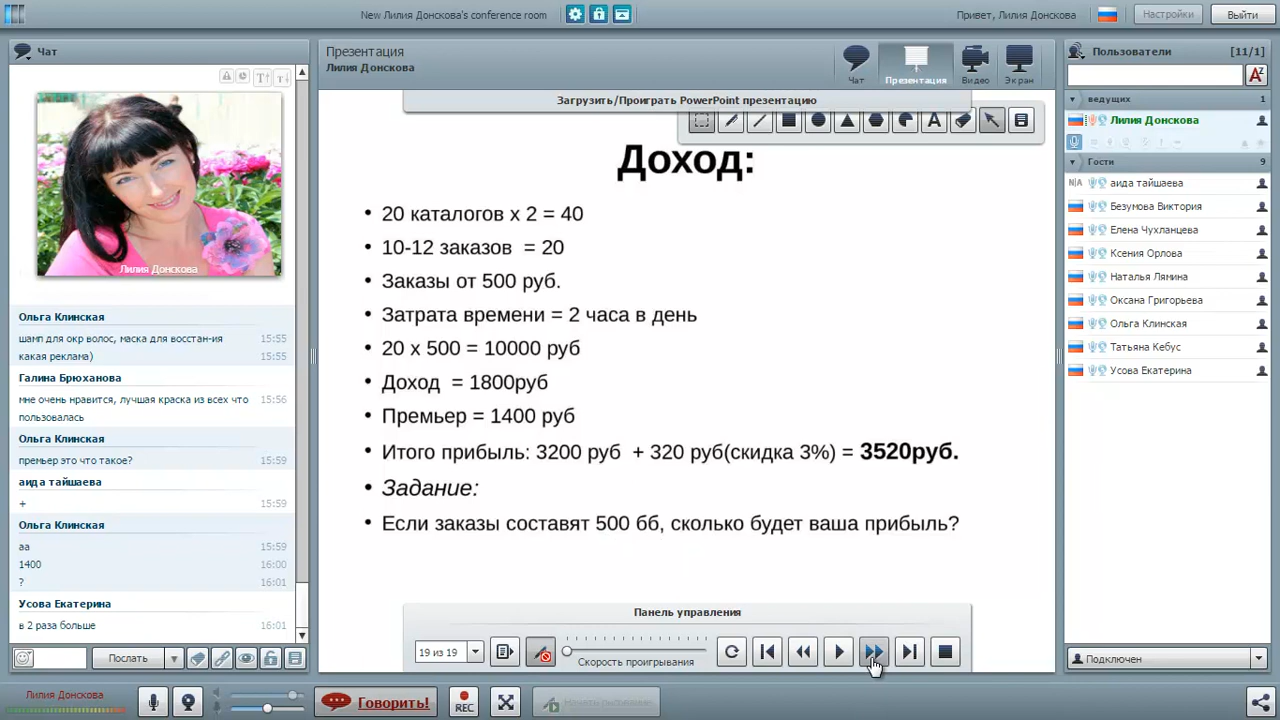 New Лилия Донскова's conference room
Привет, Лилия Донскова
Настройки
Выйти
Чат
Лилия Донскова
Ольга Клинская
шамп для окр волос, маска для восстан-ия 15:55
какая реклама) 15:55
Галина Брюханова
мне очень нравится, лучшая краска из всех что 15:56
пользовалась
Ольга Клинская
премьер это что такое? 15:59
аида тайшаева
+ 15:59
Ольга Клинская
аа 15:59
1400 16:00
? 16:01
Усова Екатерина
в 2 раза больше 16:01
Послать
Презентация
Лилия Донскова
Чат
Презентация
Видео
Экран
Загрузить/Проиграть PowerPoint презентацию
Доход:
• 20 каталогов х 2 = 40
• 10-12 заказов = 20
• Заказы от 500 руб.
• Затрата времени = 2 часа в день
• 20 х 500 = 10000 руб
• Доход = 1800руб
• Премьер = 1400 руб
• Итого прибыль: 3200 руб + 320 руб(скидка 3%) = 3520руб.
• Задание:
• Если заказы составят 500 бб, сколько будет ваша прибыль?
Панель управления
19 из 19
Скорость проигрывания
Пользователи [11/1]
ведущих 1
Лилия Донскова
Гости 9
N/A аида тайшаева
Безумова Виктория
Елена Чухланцева
Ксения Орлова
Наталья Лянина
Оксана Григорьева
Ольга Клинская
Татьяна Кебус
Усова Екатерина
Подключен
Лилия Донскова
Говорить!
REC